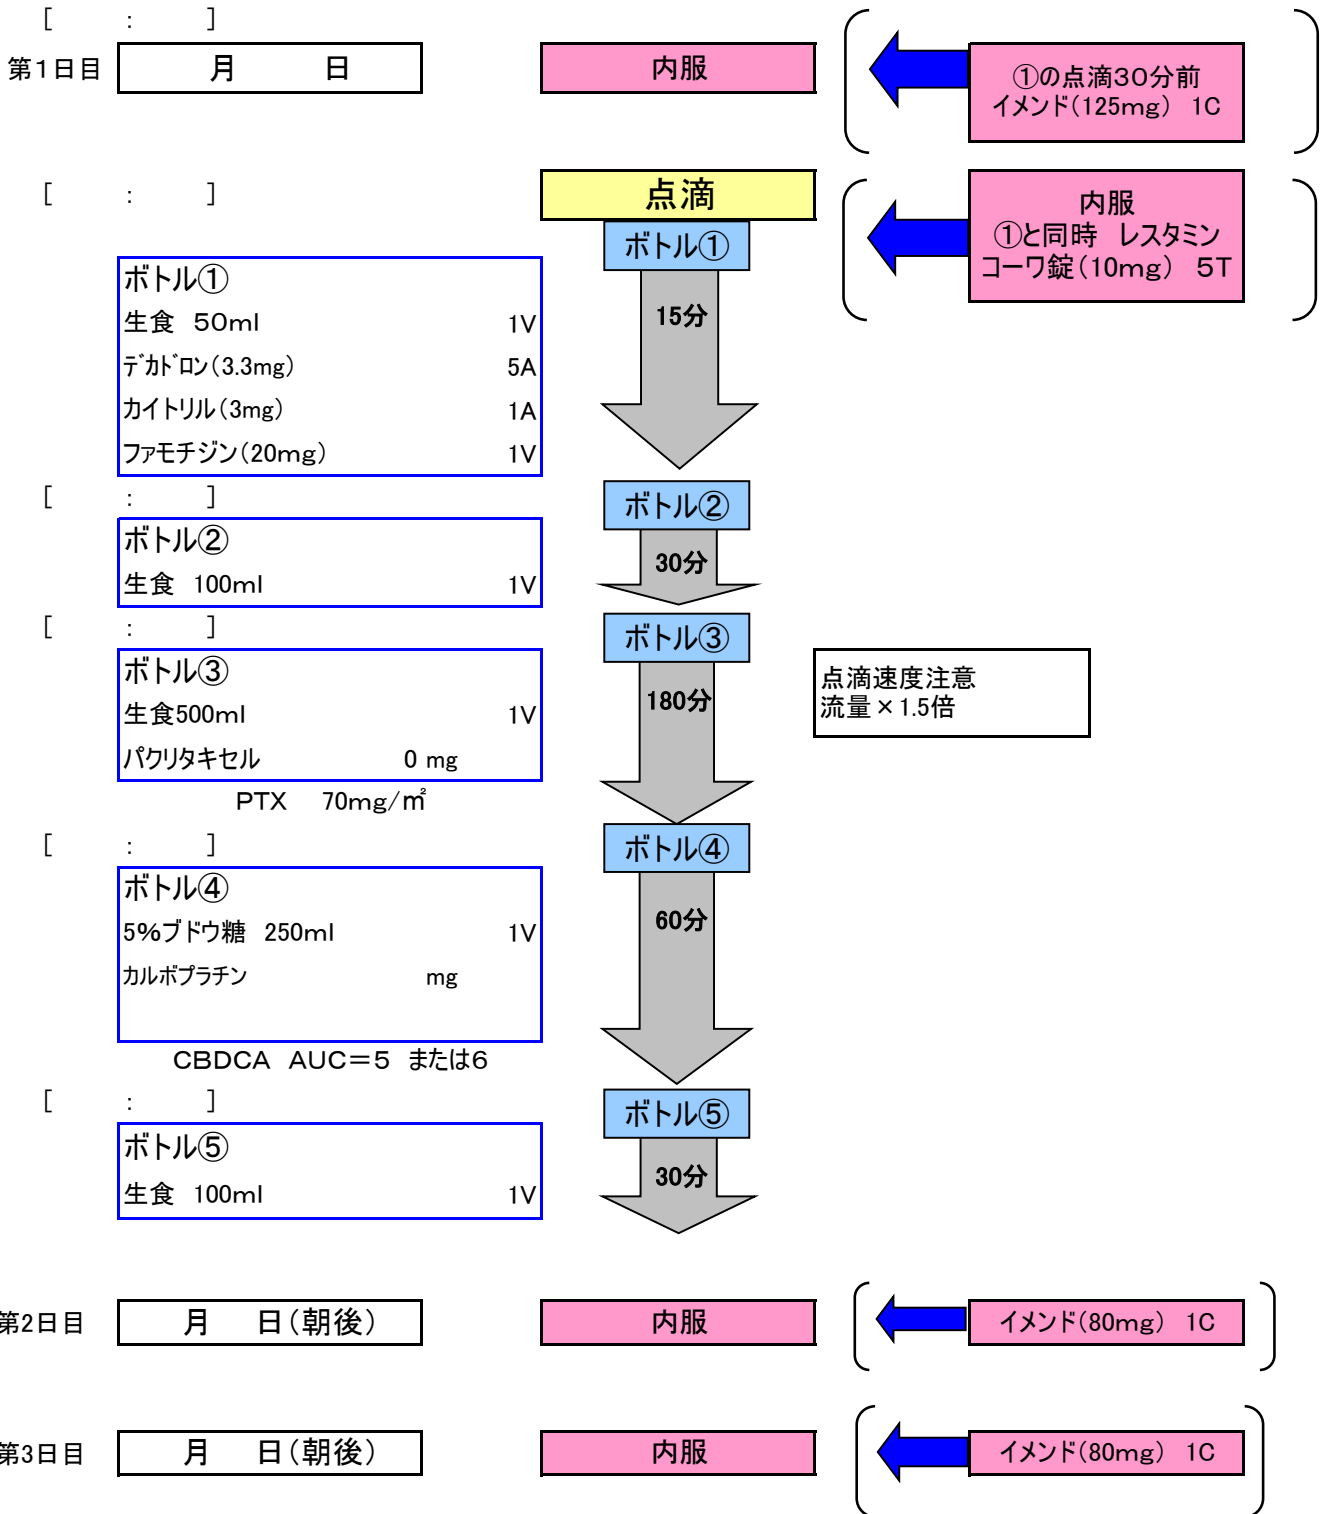 [　　：　　]
第１日目
月　　日
内服
①の点滴３０分前
イメンド（125mg）　1C
[　　：　　]
点滴
内服
①と同時　レスタミン
コーワ錠（10mg）　５T
ボトル①
15分
ボトル①
生食　５０ml　1V
デカドロン（3.3mg）　5A
カイトリル（3mg）　1A
ファモチジン（20mg）　1V
[　　：　　]
ボトル②
30分
ボトル②
生食　100ml　1V
[　　：　　]
ボトル③
180分
ボトル③
生食500ml　1V
パクリタキセル　0 mg
PTX　70mg/㎡
点滴速度注意
流量×1.5倍
[　　：　　]
ボトル④
60分
ボトル④
5％ブドウ糖　250ml　1V
カルボプラチン　mg
CBDCA　AUC＝５　または６
[　　：　　]
ボトル⑤
30分
ボトル⑤
生食　100ml　1V
第2日目
月　日（朝後）
内服
イメンド（80mg）　1C
第3日目
月　日（朝後）
内服
イメンド（80mg）　1C